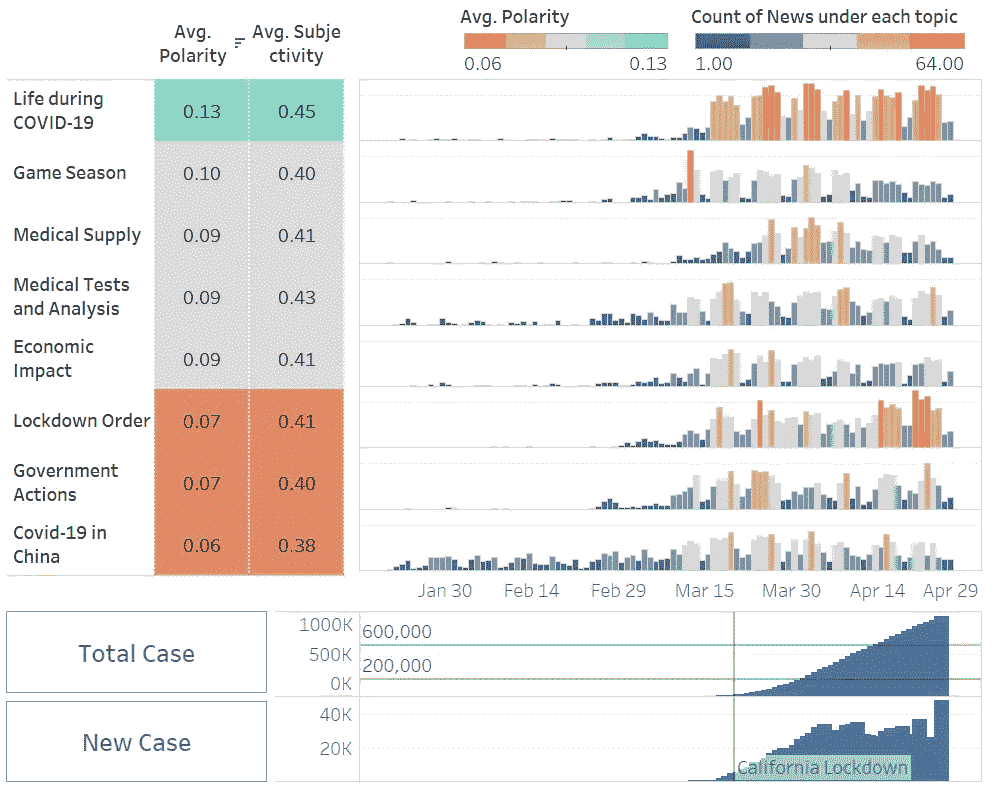 Avg. Polarity
Count of News under each topic
0.06
0.13
1.00
64.00
Avg.
Polarity
Avg. Subje
ctivity
Life during
COVID-19
0.13
0.45
Game Season
0.10
0.40
Medical Supply
0.09
0.41
Medical Tests
and Analysis
0.09
0.43
Economic
Impact
0.09
0.41
Lockdown Order
0.07
0.41
Government
Actions
0.07
0.40
Covid-19 in
China
0.06
0.38
Jan 30
Feb 14
Feb 29
Mar 15
Mar 30
Apr 14
Apr 29
Total Case
1000K
500K
0K
600,000
200,000
New Case
40K
20K
California Lockdown